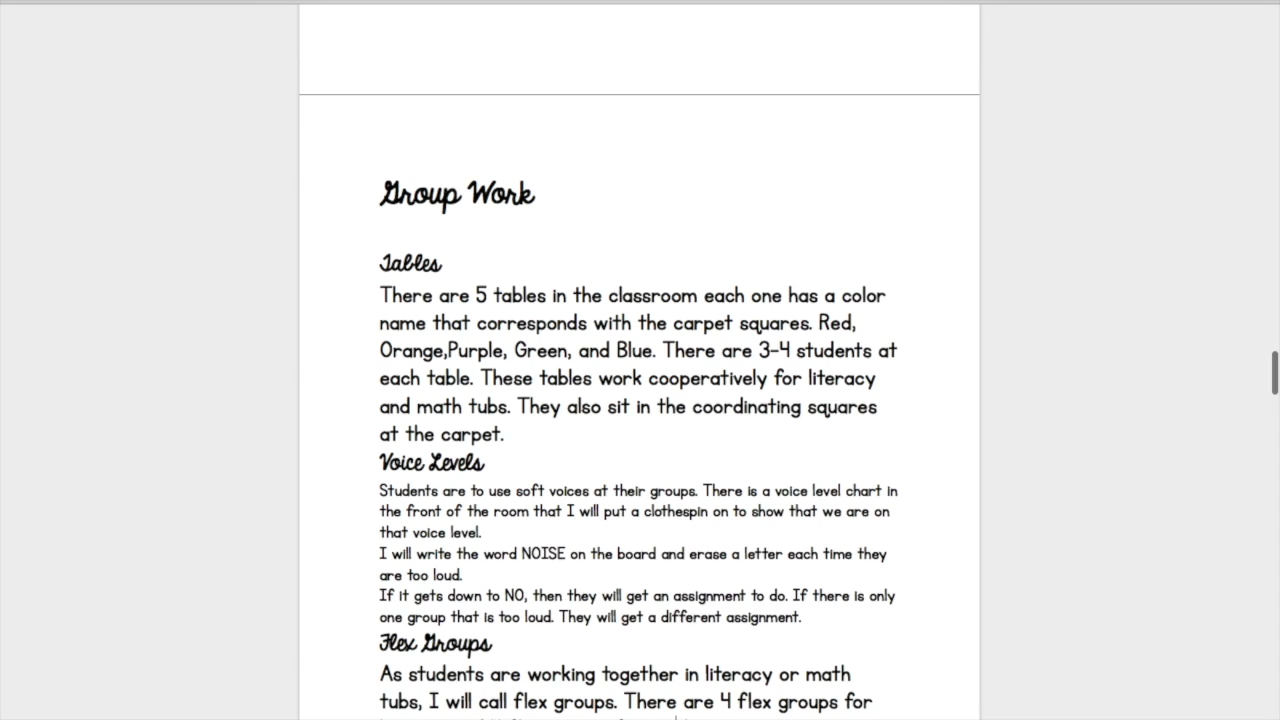 Group Work
Tables
There are 5 tables in the classroom each one has a color
name that corresponds with the carpet squares. Red,
Orange,Purple, Green, and Blue. There are 3-4 students at
each table. These tables work cooperatively for literacy
and math tubs. They also sit in the coordinating squares
at the carpet.
Voice Levels
Students are to use soft voices at their groups. There is a voice level chart in
the front of the room that I will put a clothespin on to show that we are on
that voice level.
I will write the word NOISE on the board and erase a letter each time they
are too loud.
If it gets down to NO, then they will get an assignment to do. If there is only
one group that is too loud. They will get a different assignment.
Flex Groups
As students are working together in literacy or math
tubs, I will call flex groups. There are 4 flex groups for